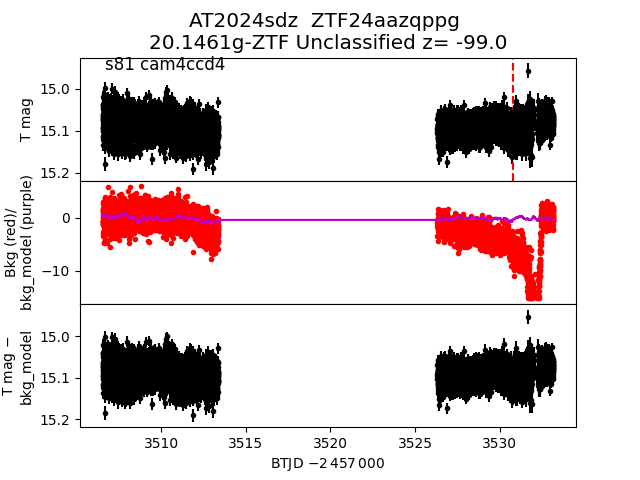 AT2024sdz  ZTF24aazqppg
20.1461g-ZTF Unclassified z= -99.0
s81 cam4ccd4
T mag
15.0
15.1
15.2
Bkg (red)/
bkg_model (purple)
0
−10
T mag −
bkg_model
15.0
15.1
15.2
3510 3515 3520 3525 3530
BTJD −2 457 000